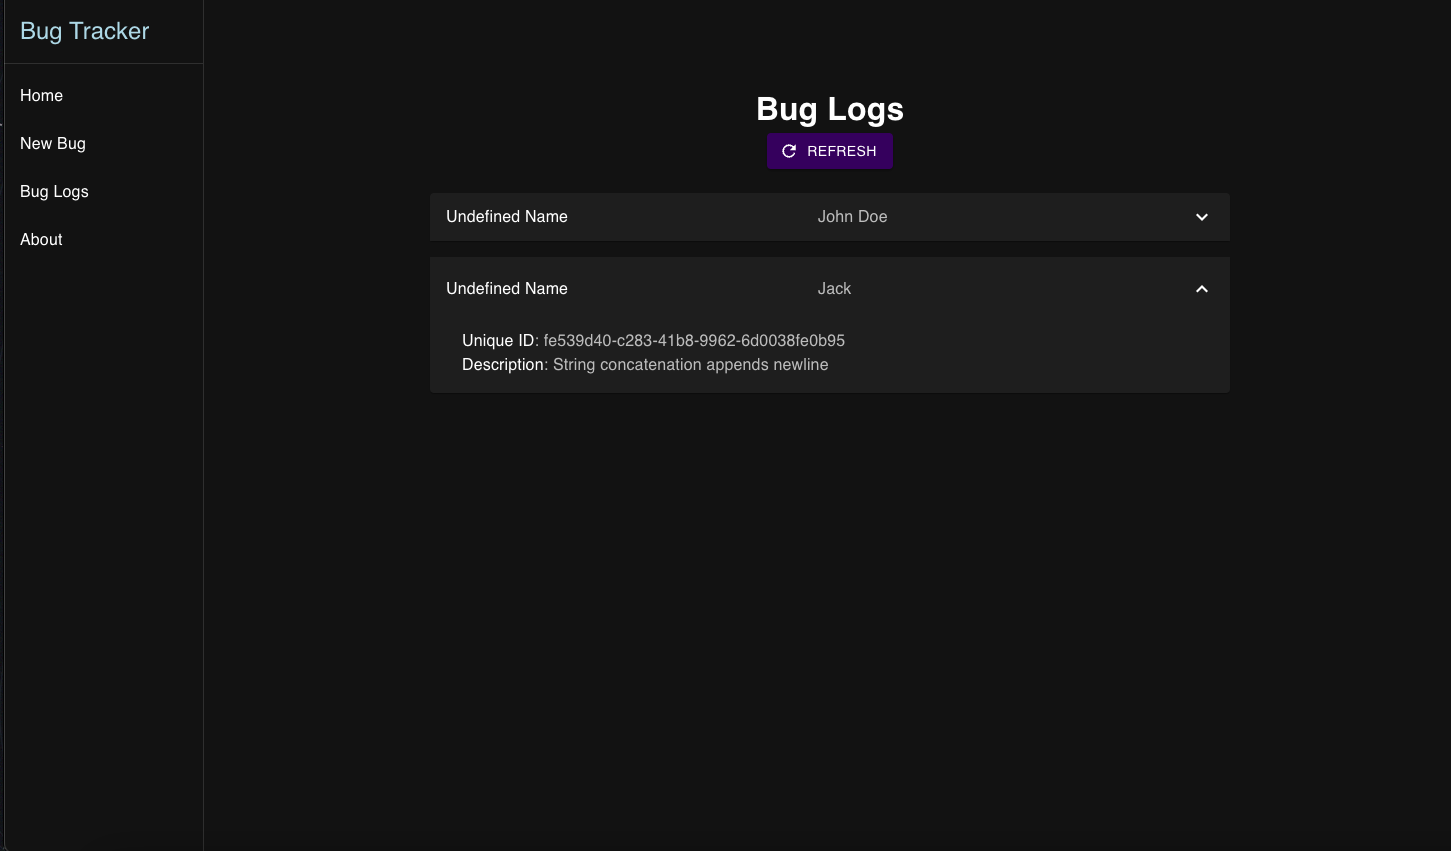 Bug Tracker
Home
New Bug
Bug Logs
About
Bug Logs
REFRESH
Undefined Name John Doe
Undefined Name Jack
Unique ID: fe539d40-c283-41b8-9962-6d0038fe0b95
Description: String concatenation appends newline